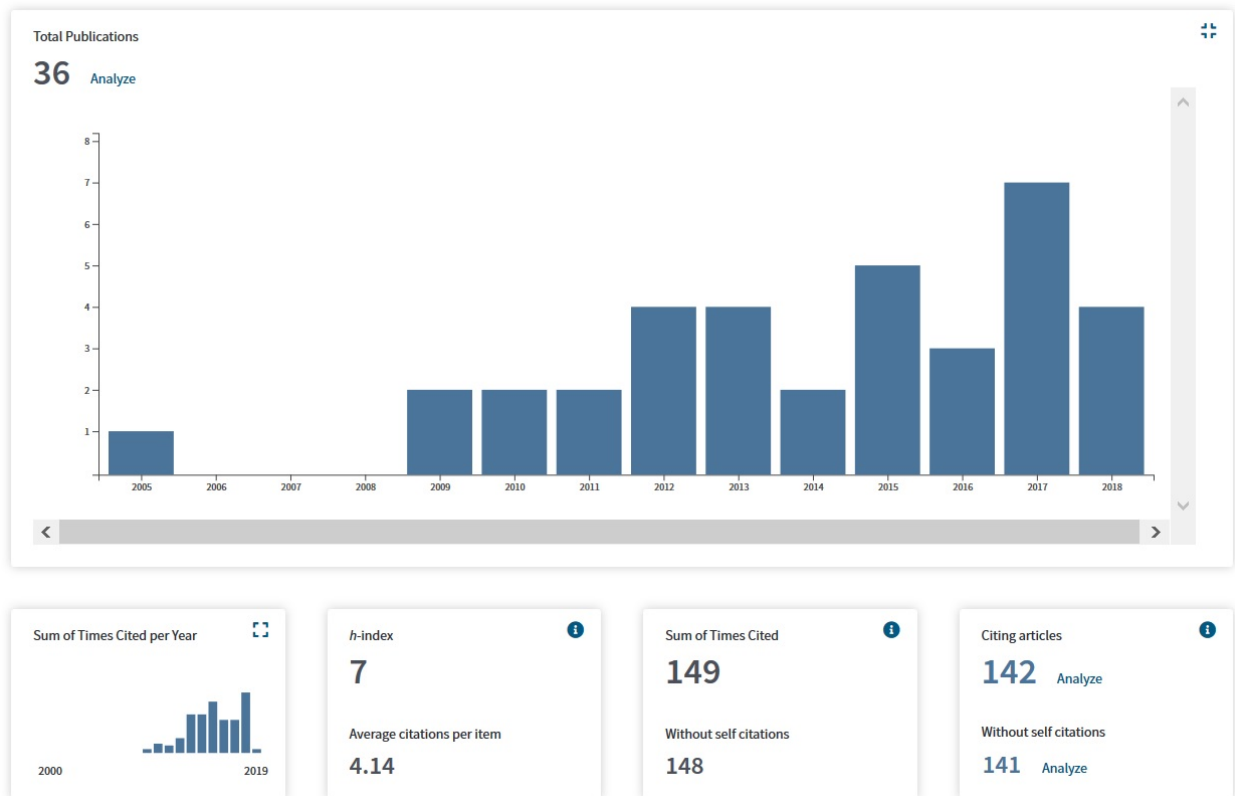 Total Publications
36 Analyze
8
7
6
5
4
3
2
1
2005 2006 2007 2008 2009 2010 2011 2012 2013 2014 2015 2016 2017 2018
Sum of Times Cited per Year
2000 2019
h-index
7
Average citations per item
4.14
Sum of Times Cited
149
Without self citations
148
Citing articles
142 Analyze
Without self citations
141 Analyze